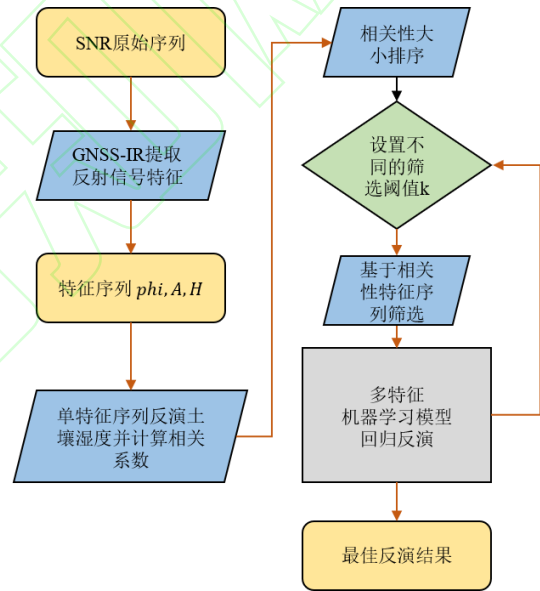 SNR原始序列
GNSS-IR提取
反射信号特征
特征序列 phi, A, H
单特征序列反演土
壤湿度并计算相关
系数
相关性大
小排序
设置不
同的筛
选阈值k
基于相关
性特征序
列筛选
多特征
机器学习模型
回归反演
最佳反演结果